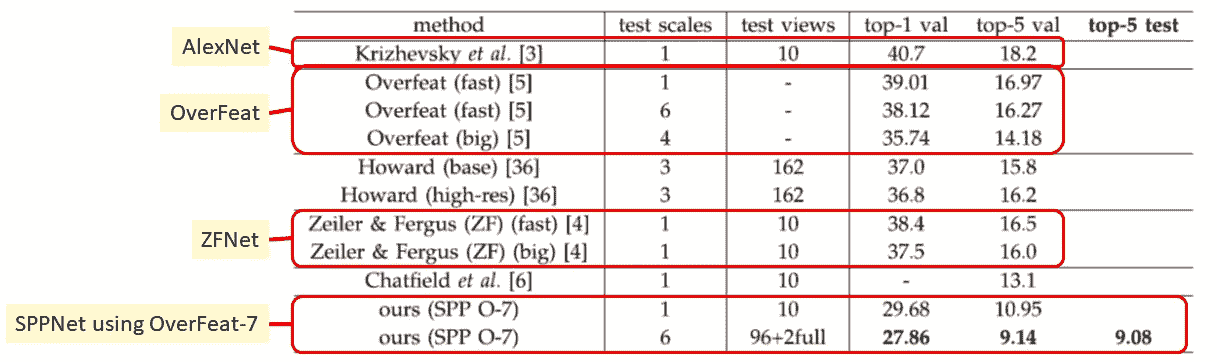 method test scales test views top-1 val top-5 val top-5 test
AlexNet
Krizhevsky et al. [3] 1 10 40.7 18.2
OverFeat
Overfeat (fast) [5] 1 - 39.01 16.97
Overfeat (fast) [5] 6 - 38.12 16.27
Overfeat (big) [5] 4 - 35.74 14.18
Howard (base) [36] 3 162 37.0 15.8
Howard (high-res) [36] 3 162 36.8 16.2
ZFNet
Zeiler & Fergus (ZF) (fast) [4] 1 10 38.4 16.5
Zeiler & Fergus (ZF) (big) [4] 1 10 37.5 16.0
Chatfield et al. [6] 1 10 - 13.1
SPPNet using OverFeat-7
ours (SPP O-7) 1 10 29.68 10.95
ours (SPP O-7) 6 96+2full 27.86 9.14 9.08